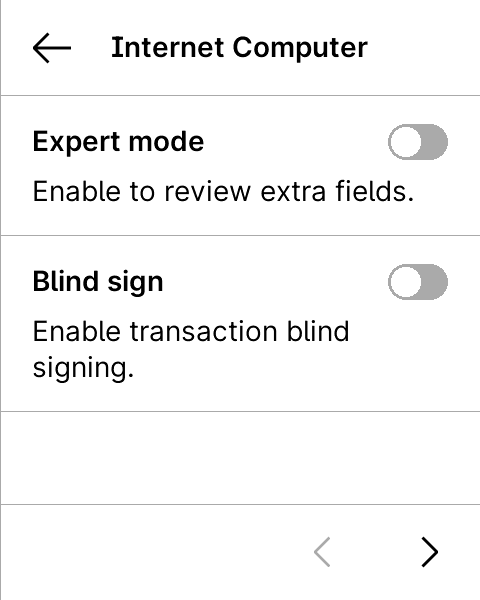 Internet Computer
Expert mode
Enable to review extra fields.
Blind sign
Enable transaction blind
signing.